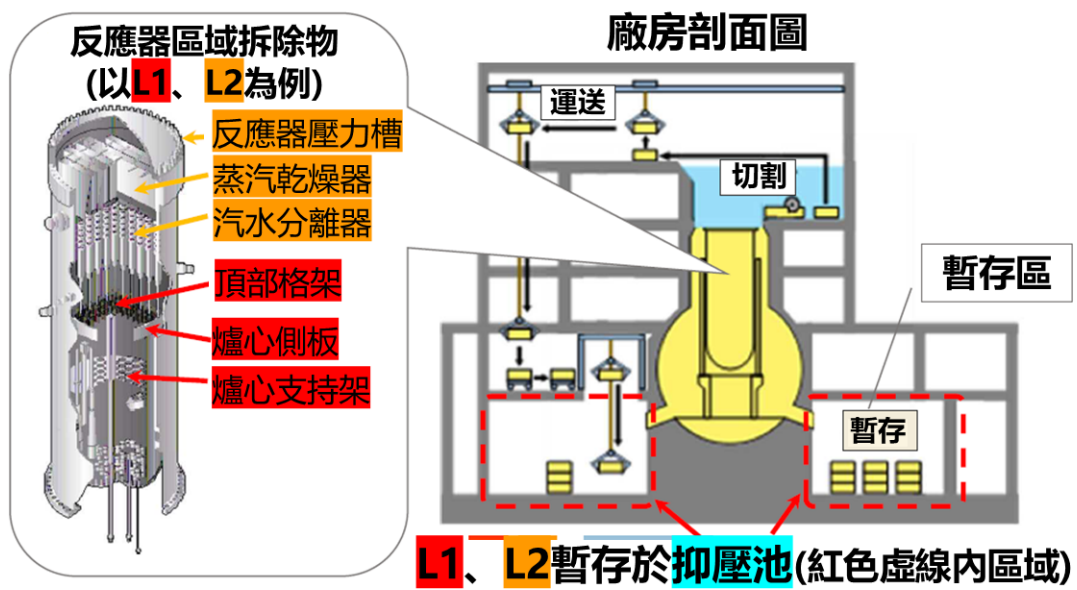 反應器區域拆除物
(以L1、L2為例)
反應器壓力槽
蒸汽乾燥器
汽水分離器
頂部格架
爐心側板
爐心支持架
廠房剖面圖
運送
切割
暫存區
暫存
L1、L2暫存於抑壓池(紅色虛線內區域)